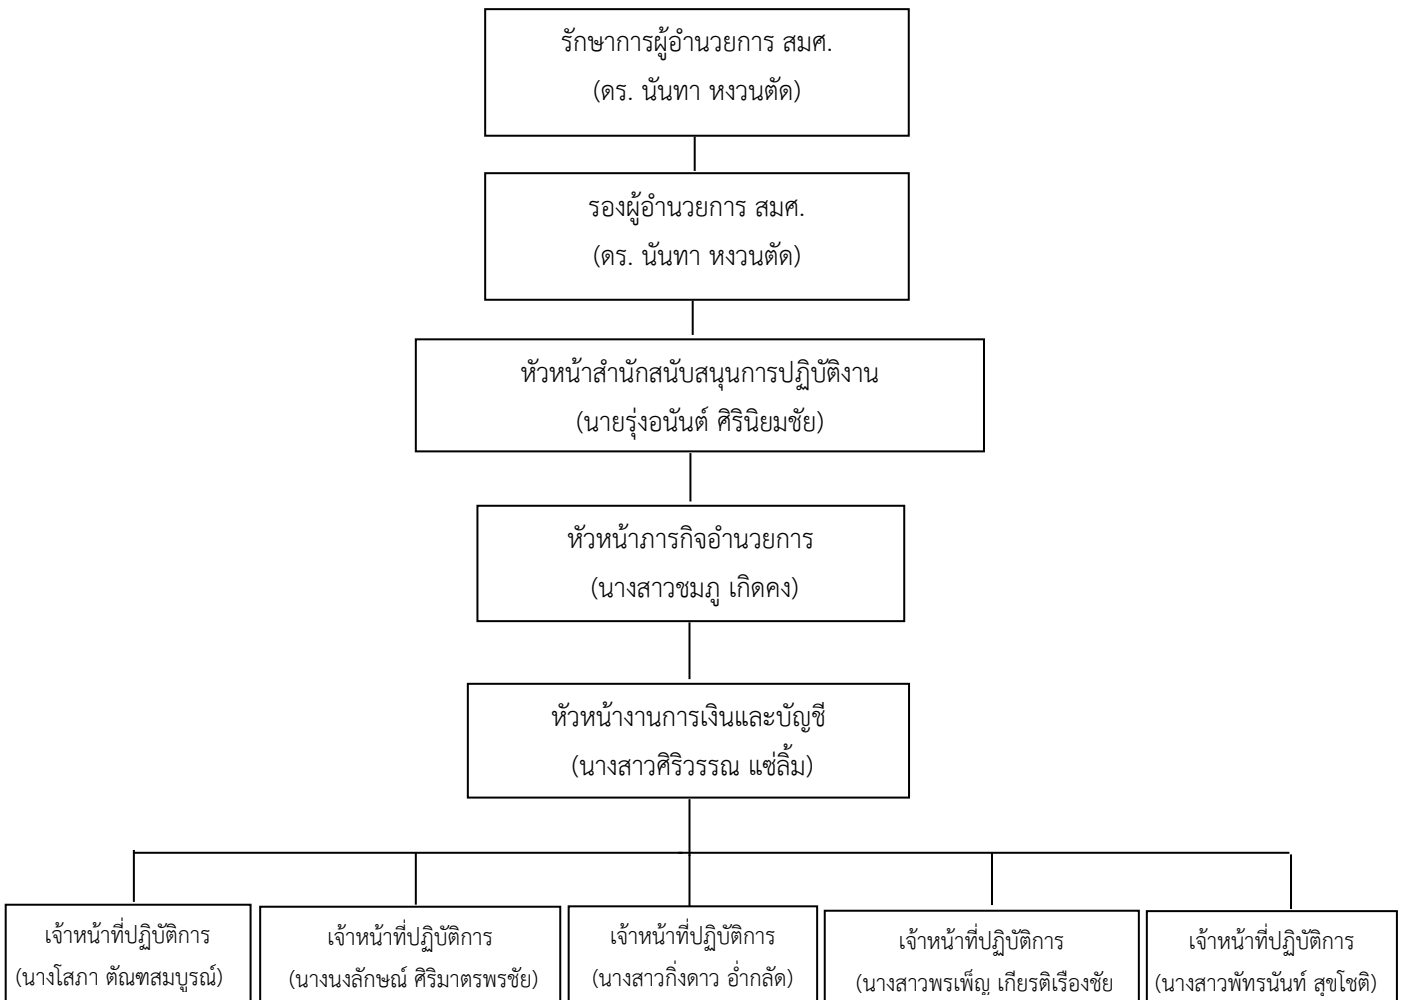 รักษาการผู้อำนวยการ สมศ.
(ดร. นันทา หงวนตัด)
รองผู้อำนวยการ สมศ.
(ดร. นันทา หงวนตัด)
หัวหน้าสำนักสนับสนุนการปฏิบัติงาน
(นายรุ่งอนันต์ ศิรินิยมชัย)
หัวหน้าภารกิจอำนวยการ
(นางสาวชมภู เกิดคง)
หัวหน้างานการเงินและบัญชี
(นางสาวศิริวรรณ แซ่ลิ้ม)
เจ้าหน้าที่ปฏิบัติการ
(นางโสภา ตัณฑสมบูรณ์)
เจ้าหน้าที่ปฏิบัติการ
(นางนงลักษณ์ ศิริมาตรพรชัย)
เจ้าหน้าที่ปฏิบัติการ
(นางสาวกิ่งดาว อ่ำกลัด)
เจ้าหน้าที่ปฏิบัติการ
(นางสาวพรเพ็ญ เกียรติเรืองชัย
เจ้าหน้าที่ปฏิบัติการ
(นางสาวพัทรนันท์ สุขโชติ)